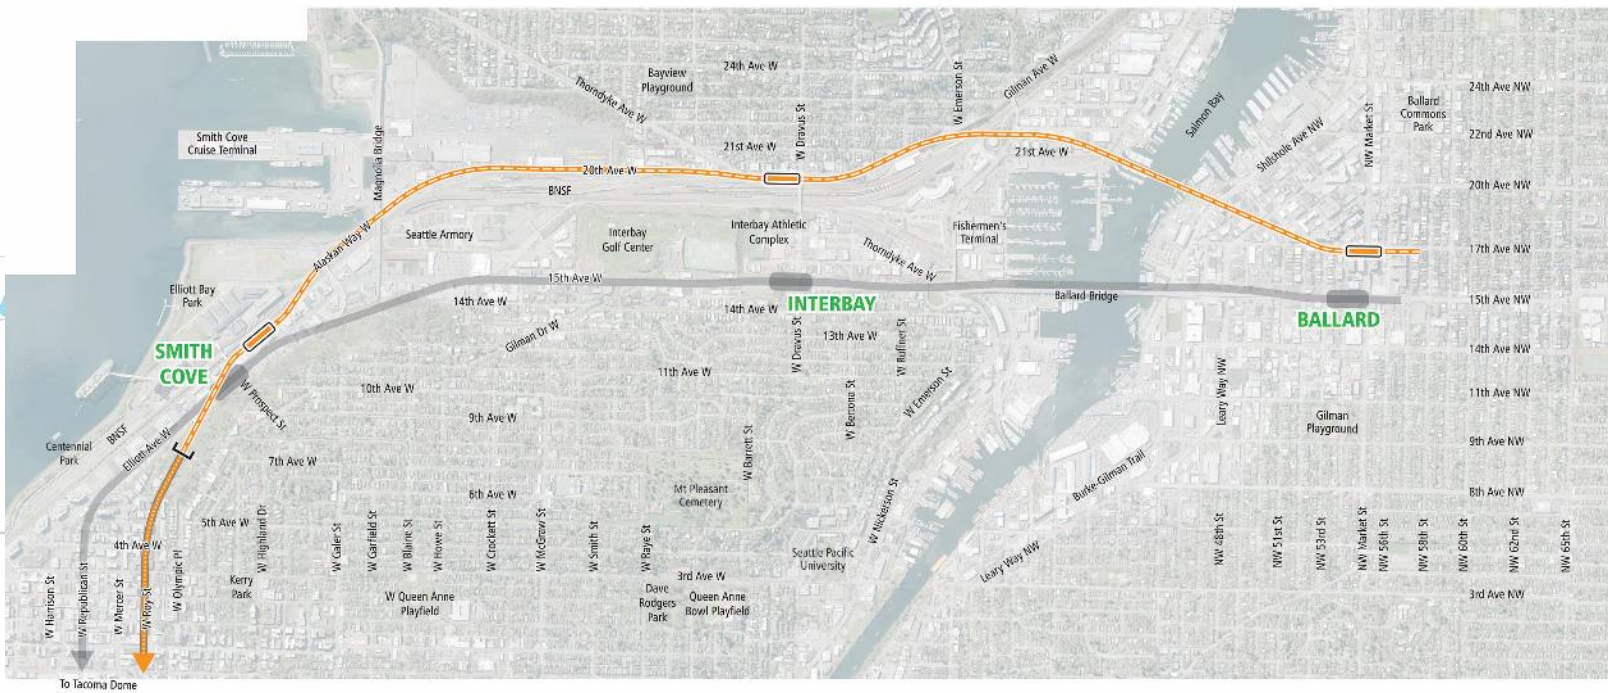 24th Ave W
Bayview
Playground
Thorndyke Ave W
W Emerson St
Gilman Ave W
24th Ave NW
Ballard
Commons
Park
Salmon Bay
Smith Cove
Cruise Terminal
Magnolia Bridge
21st Ave W
W Dravus St
21st Ave W
Shilshole Ave NW
NW Market St
22nd Ave NW
20th Ave W
BNSF
20th Ave NW
Alaskan Way W
Seattle Armory
Interbay
Golf Center
Interbay Athletic
Complex
Thorndyke Ave W
Fishermen's
Terminal
17th Ave NW
Elliott Bay
Park
15th Ave W
14th Ave W
14th Ave W
INTERBAY
Ballard Bridge
BALLARD
15th Ave NW
SMITH
COVE
Gilman Dr W
W Dravus St
13th Ave W
W Ruffner St
14th Ave NW
W Prospect St
10th Ave W
11th Ave W
W Bertona St
W Emerson St
Leary Way NW
11th Ave NW
9th Ave W
Gilman
Playground
Centennial
Park
BNSF
Elliott Ave W
7th Ave W
W Barrett St
9th Ave NW
Burke-Gilman Trail
6th Ave W
Mt Pleasant
Cemetery
W Nickerson St
8th Ave NW
5th Ave W
W Highland Dr
W Galer St
W Garfield St
W Blaine St
W Howe St
W Crockett St
W McGraw St
W Smith St
W Raye St
Seattle Pacific
University
Leary Way NW
NW 48th St
NW 51st St
NW 53rd St
NW Market St
NW 56th St
NW 58th St
NW 60th St
NW 62nd St
NW 65th St
4th Ave W
W Harrison St
W Republican St
W Mercer St
W Roy St
W Olympic Pl
Kerry
Park
W Queen Anne
Playfield
3rd Ave W
Dave
Rodgers
Park
Queen Anne
Bowl Playfield
3rd Ave NW
To Tacoma Dome